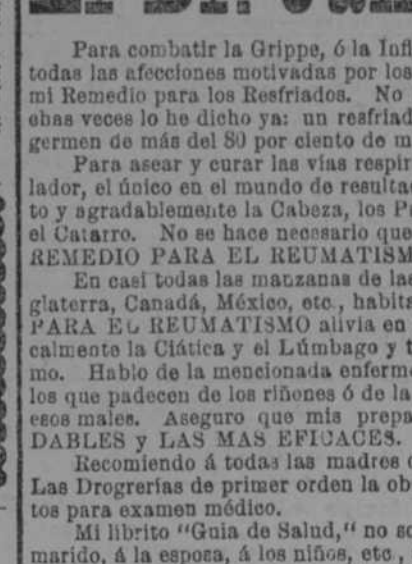 Para combatir la Grippe, ó la Infl
todas las afecciones motivadas por los
mi Remedio para los Resfriados. No
chas veces lo he dicho ya: un resfriad
germen de más del 80 por ciento de m
Para asear y curar las vías respir
lador, el único en el mundo de resulta
to y agradablemente la Cabeza, los P
el Catarro. No se hace necesario que
REMEDIO PARA EL REUMATISM
En casi todas las manzanas de la
glaterra, Canadá, México, etc., habita
PARA EL REUMATISMO alivia en
calmente la Ciática y el Lúmbago y t
mo. Hablo de la mencionada enferme
los que padecen de los riñones ó de la
esos males. Aseguro que mis prepa
DABLES y LAS MAS EFICACES.
Recomiendo á todas las madres
Las Drogrerías de primer orden la ob
tos para examen médico.
Mi librito "Guia de Salud," no so
marido, á la esposa, á los niños, etc.,